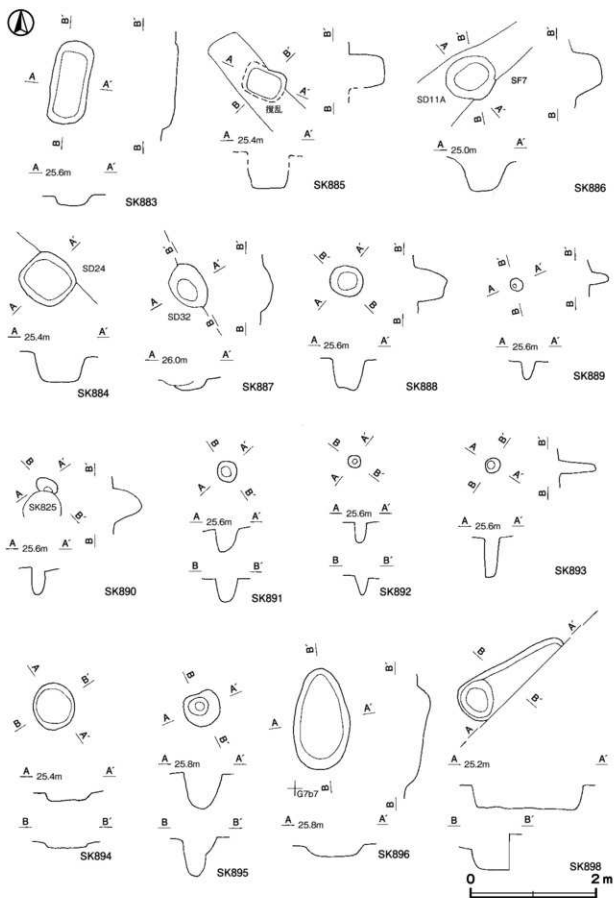 B' B'
A A'
B B
A 25.6m A'
SK883
A B' B'
A'
B 撹乱 B
A 25.4m A'
SK885
A B' B'
SF7
SD11A
B A' B
A 25.0m A'
SK886
A'
SD24
A
A 25.4m A'
SK884
B' B'
A'
A
SD32 B B
A 26.0m A'
SK887
B' A' B'
A B B
A 25.6m A'
SK888
B' B'
A A'
B B
A 25.6m A'
SK889
B A' B'
A
SK825
B' B
A 25.6m A'
SK890
B A'
A B'
A 25.6m A'
B B'
SK891
B A'
A B'
A 25.6m A'
B B'
SK892
A B' B'
B A' B
A 25.6m A'
SK893
A B'
B A'
A 25.4m A'
B B'
SK894
B
A'
A
B'
A 25.8m A'
B B'
SK895
B' B'
A A'
G7b7 B B
A 25.8m A'
SK896
A'
B
B'
A
A 25.2m A'
B B'
SK898
0 2 m